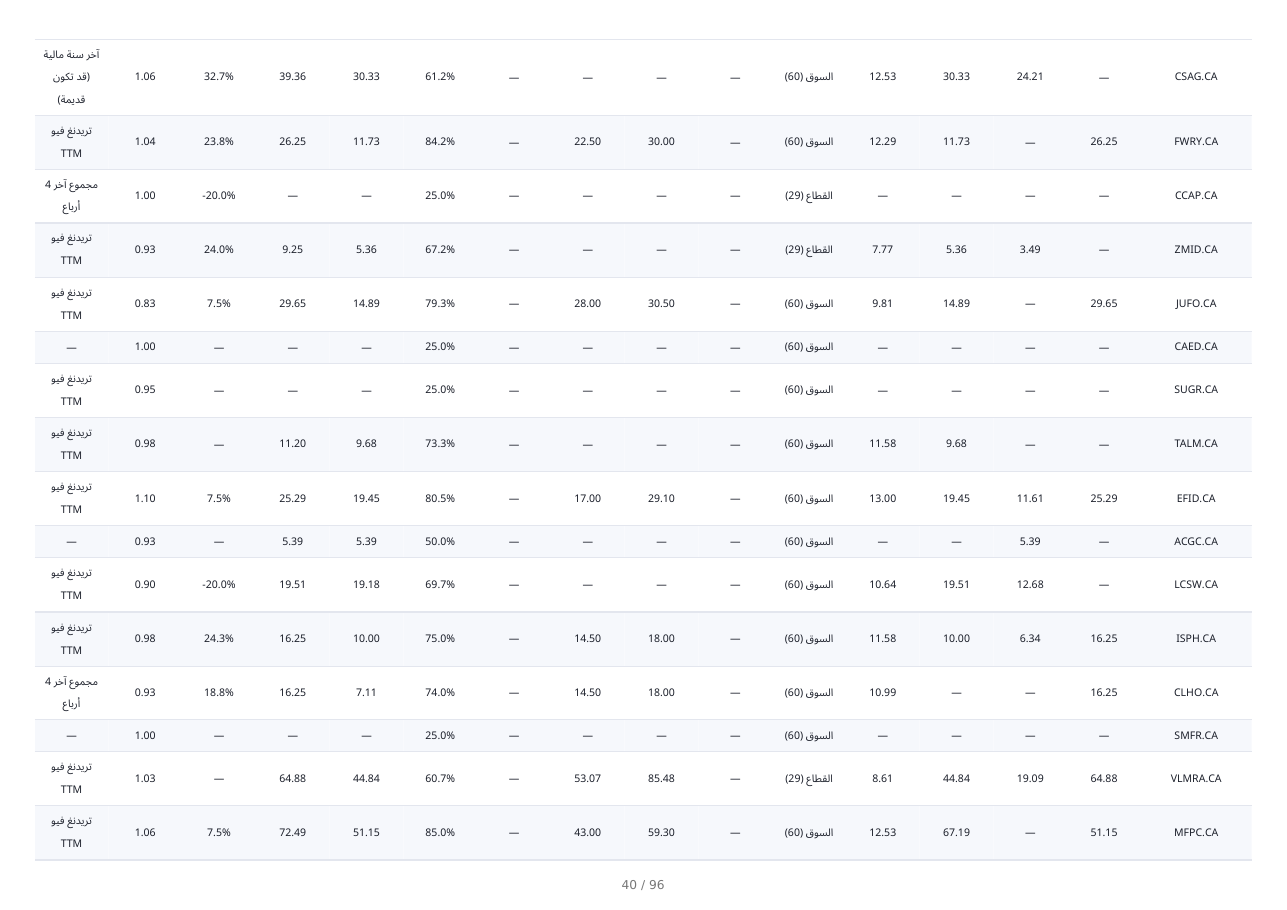 CSAG.CA — 24.21 30.33 12.53 السوق (60) — — — — 61.2% 30.33 39.36 32.7% 1.06 آخر سنة مالية (قد تكون قديمة)
FWRY.CA 26.25 — 11.73 12.29 السوق (60) — 30.00 22.50 — 84.2% 11.73 26.25 23.8% 1.04 تريدنغ فيو TTM
CCAP.CA — — — — القطاع (29) — — — — 25.0% — — -20.0% 1.00 مجموع آخر 4 أرباع
ZMID.CA — 3.49 5.36 7.77 القطاع (29) — — — — 67.2% 5.36 9.25 24.0% 0.93 تريدنغ فيو TTM
JUFO.CA 29.65 — 14.89 9.81 السوق (60) — 30.50 28.00 — 79.3% 14.89 29.65 7.5% 0.83 تريدنغ فيو TTM
CAED.CA — — — — السوق (60) — — — — 25.0% — — — 1.00 —
SUGR.CA — — — — السوق (60) — — — — 25.0% — — — 0.95 تريدنغ فيو TTM
TALM.CA — — 9.68 11.58 السوق (60) — — — — 73.3% 9.68 11.20 — 0.98 تريدنغ فيو TTM
EFID.CA 25.29 11.61 19.45 13.00 السوق (60) — 29.10 17.00 — 80.5% 19.45 25.29 7.5% 1.10 تريدنغ فيو TTM
ACGC.CA — 5.39 — — السوق (60) — — — — 50.0% 5.39 5.39 — 0.93 —
LCSW.CA — 12.68 19.51 10.64 السوق (60) — — — — 69.7% 19.18 19.51 -20.0% 0.90 تريدنغ فيو TTM
ISPH.CA 16.25 6.34 10.00 11.58 السوق (60) — 18.00 14.50 — 75.0% 10.00 16.25 24.3% 0.98 تريدنغ فيو TTM
CLHO.CA 16.25 — — 10.99 السوق (60) — 18.00 14.50 — 74.0% 7.11 16.25 18.8% 0.93 مجموع آخر 4 أرباع
SMFR.CA — — — — السوق (60) — — — — 25.0% — — — 1.00 —
VLMRA.CA 64.88 19.09 44.84 8.61 القطاع (29) — 85.48 53.07 — 60.7% 44.84 64.88 — 1.03 تريدنغ فيو TTM
MFPC.CA 51.15 — 67.19 12.53 السوق (60) — 59.30 43.00 — 85.0% 51.15 72.49 7.5% 1.06 تريدنغ فيو TTM
40 / 96